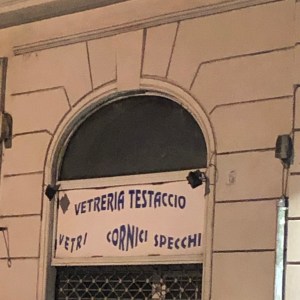 VETRERIA TESTACCIO
VETRI CORNICI SPECCHI